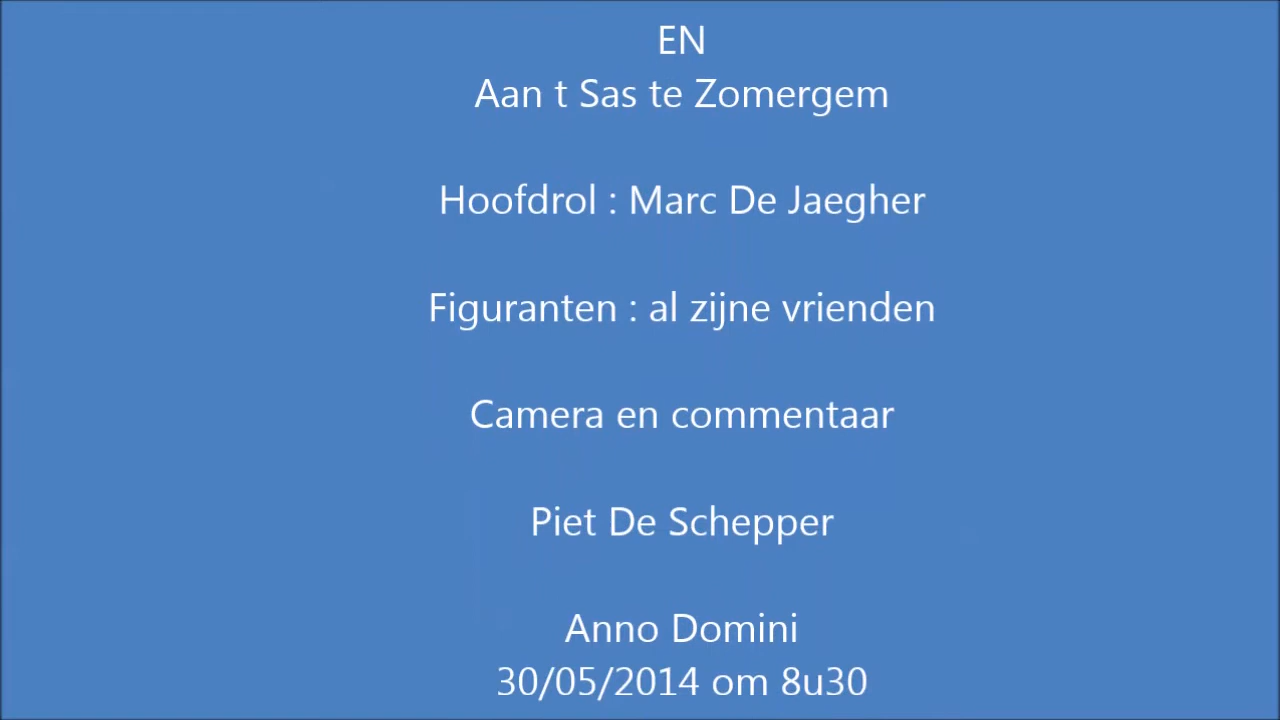 EN
Aan t Sas te Zomergem
Hoofdrol : Marc De Jaegher
Figuranten : al zijne vrienden
Camera en commentaar
Piet De Schepper
Anno Domini
30/05/2014 om 8u30